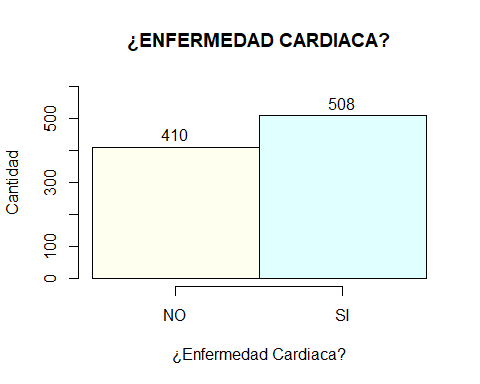 ¿ENFERMEDAD CARDIACA?
508
410
500
300
100
0
Cantidad
NO
SI
¿Enfermedad Cardiaca?